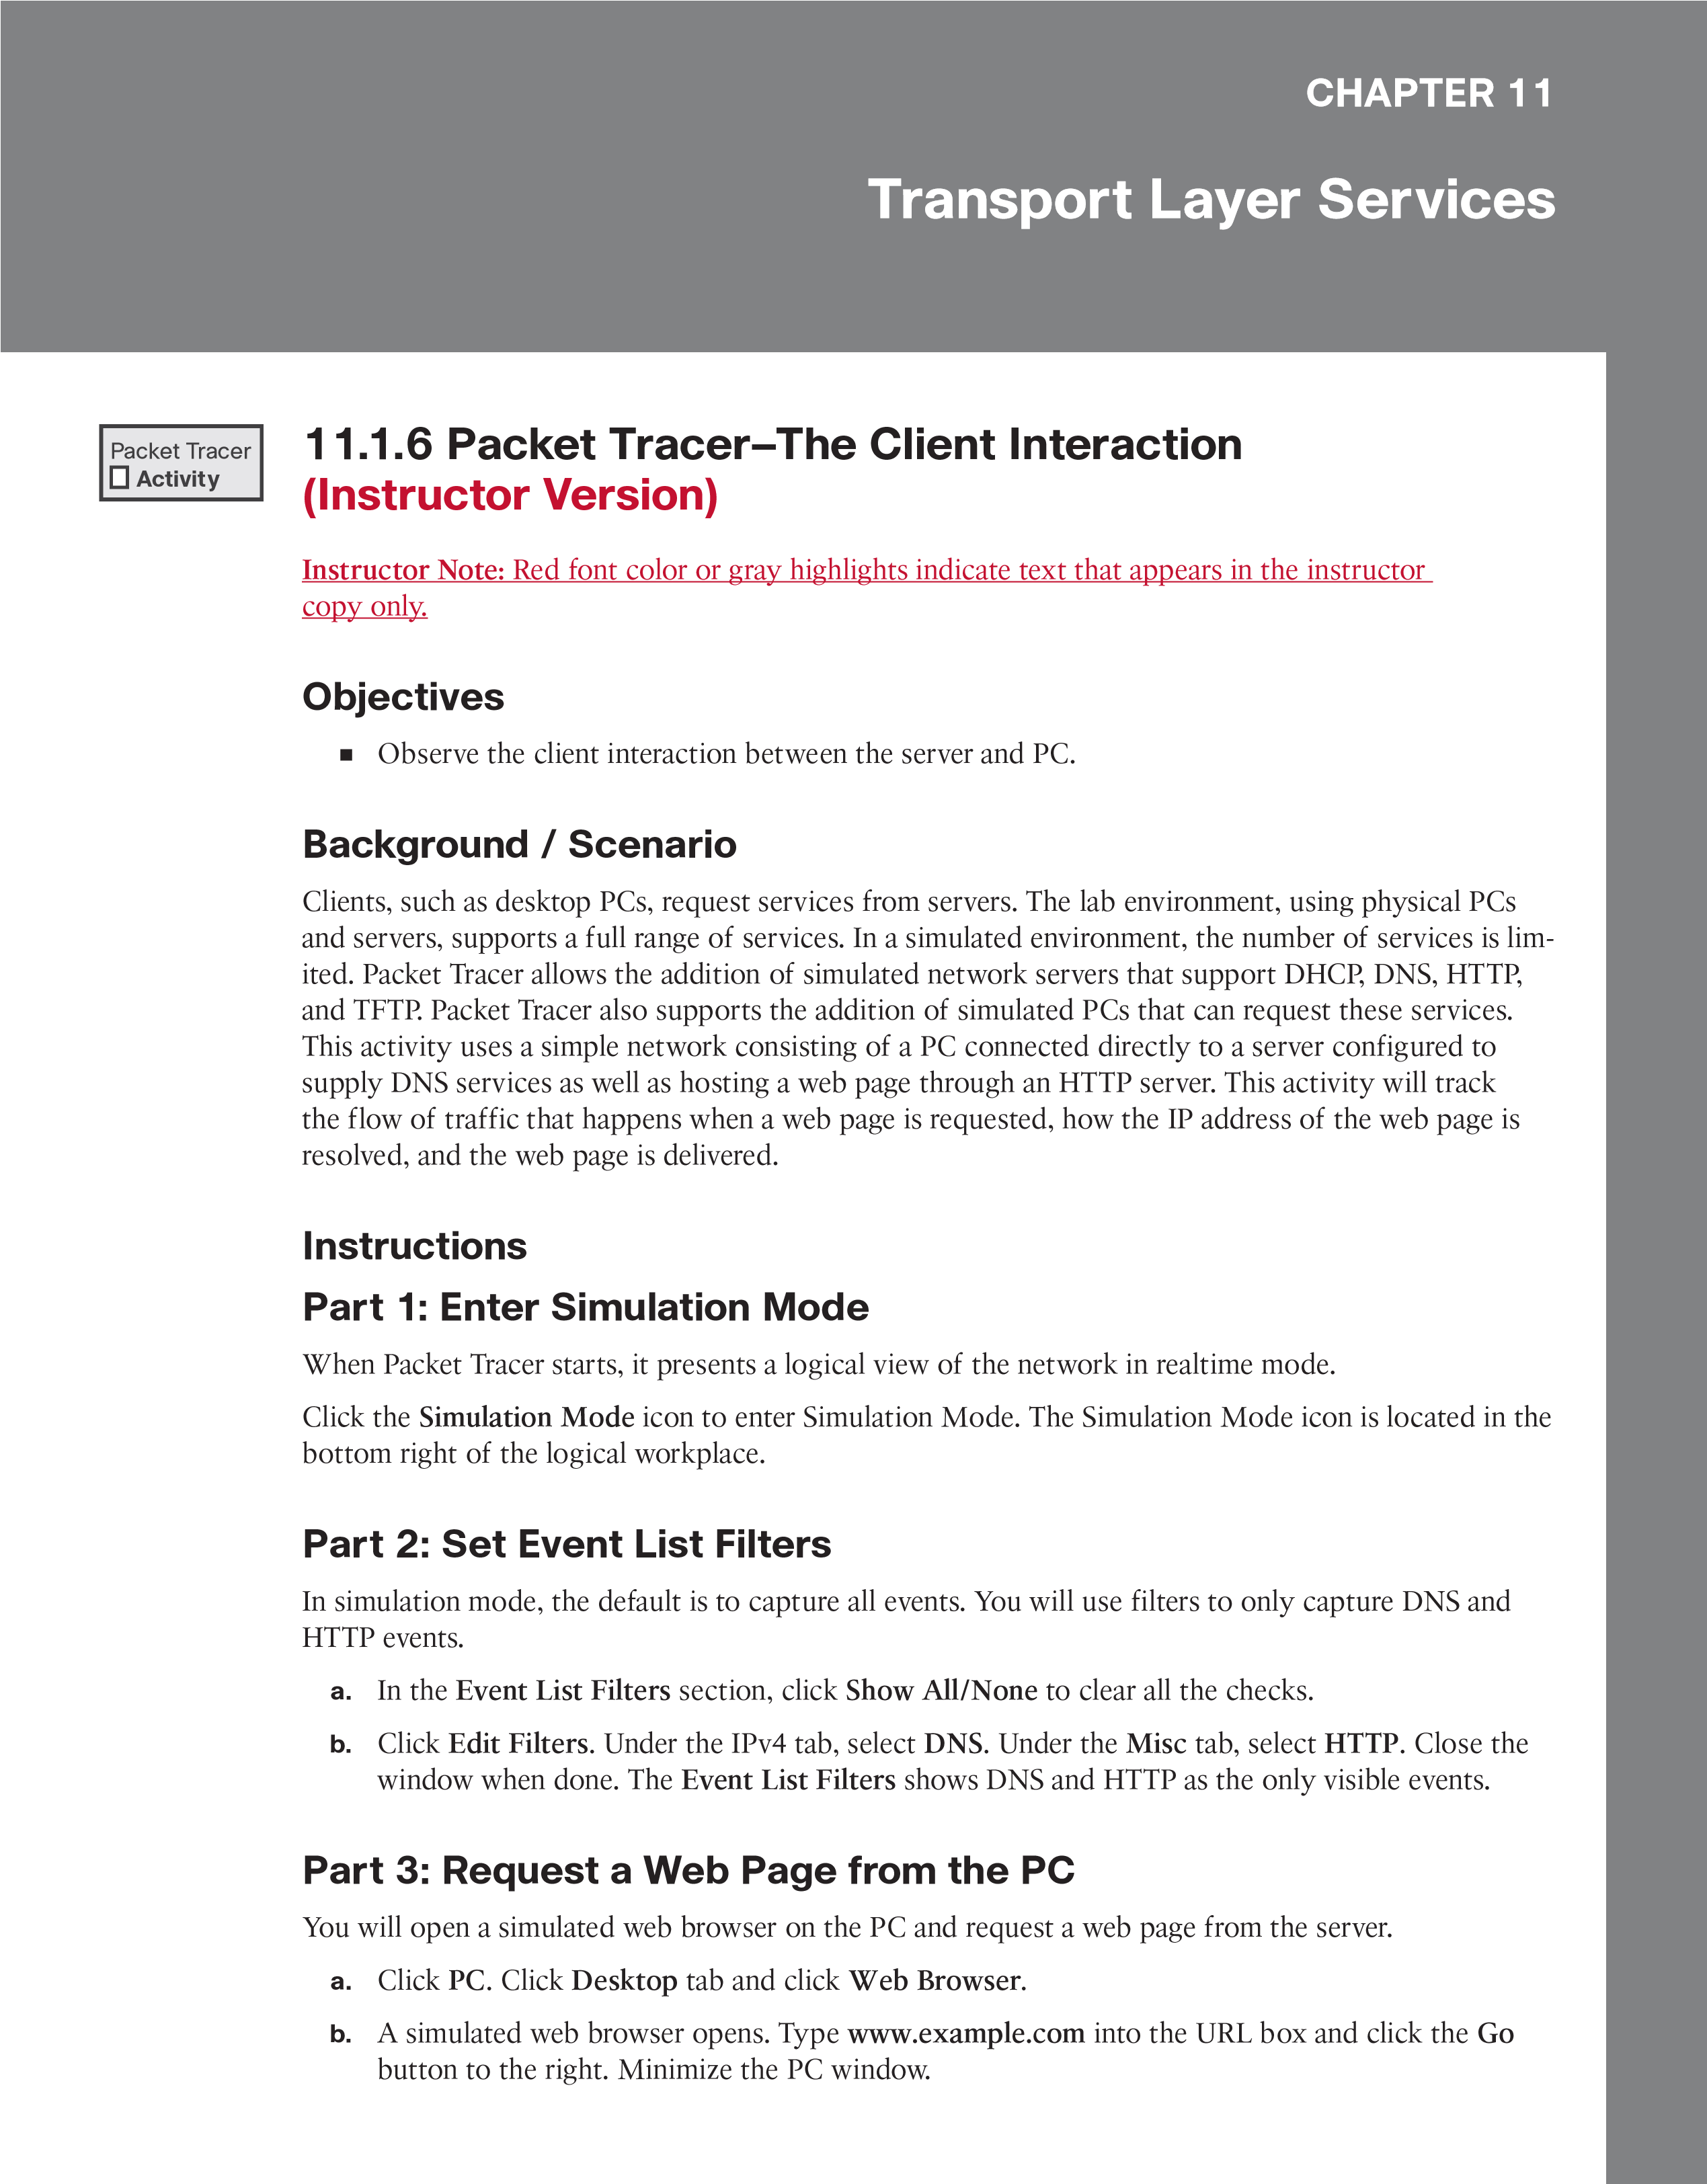 CHAPTER 11
Transport Layer Services
Packet Tracer
Activity
11.1.6 Packet Tracer–The Client Interaction
(Instructor Version)
Instructor Note: Red font color or gray highlights indicate text that appears in the instructor
copy only.
Objectives
■ Observe the client interaction between the server and PC.
Background / Scenario
Clients, such as desktop PCs, request services from servers. The lab environment, using physical PCs
and servers, supports a full range of services. In a simulated environment, the number of services is lim-
ited. Packet Tracer allows the addition of simulated network servers that support DHCP, DNS, HTTP,
and TFTP. Packet Tracer also supports the addition of simulated PCs that can request these services.
This activity uses a simple network consisting of a PC connected directly to a server configured to
supply DNS services as well as hosting a web page through an HTTP server. This activity will track
the flow of traffic that happens when a web page is requested, how the IP address of the web page is
resolved, and the web page is delivered.
Instructions
Part 1: Enter Simulation Mode
When Packet Tracer starts, it presents a logical view of the network in realtime mode.
Click the Simulation Mode icon to enter Simulation Mode. The Simulation Mode icon is located in the
bottom right of the logical workplace.
Part 2: Set Event List Filters
In simulation mode, the default is to capture all events. You will use filters to only capture DNS and
HTTP events.
a. In the Event List Filters section, click Show All/None to clear all the checks.
b. Click Edit Filters. Under the IPv4 tab, select DNS. Under the Misc tab, select HTTP. Close the
window when done. The Event List Filters shows DNS and HTTP as the only visible events.
Part 3: Request a Web Page from the PC
You will open a simulated web browser on the PC and request a web page from the server.
a. Click PC. Click Desktop tab and click Web Browser.
b. A simulated web browser opens. Type www.example.com into the URL box and click the Go
button to the right. Minimize the PC window.